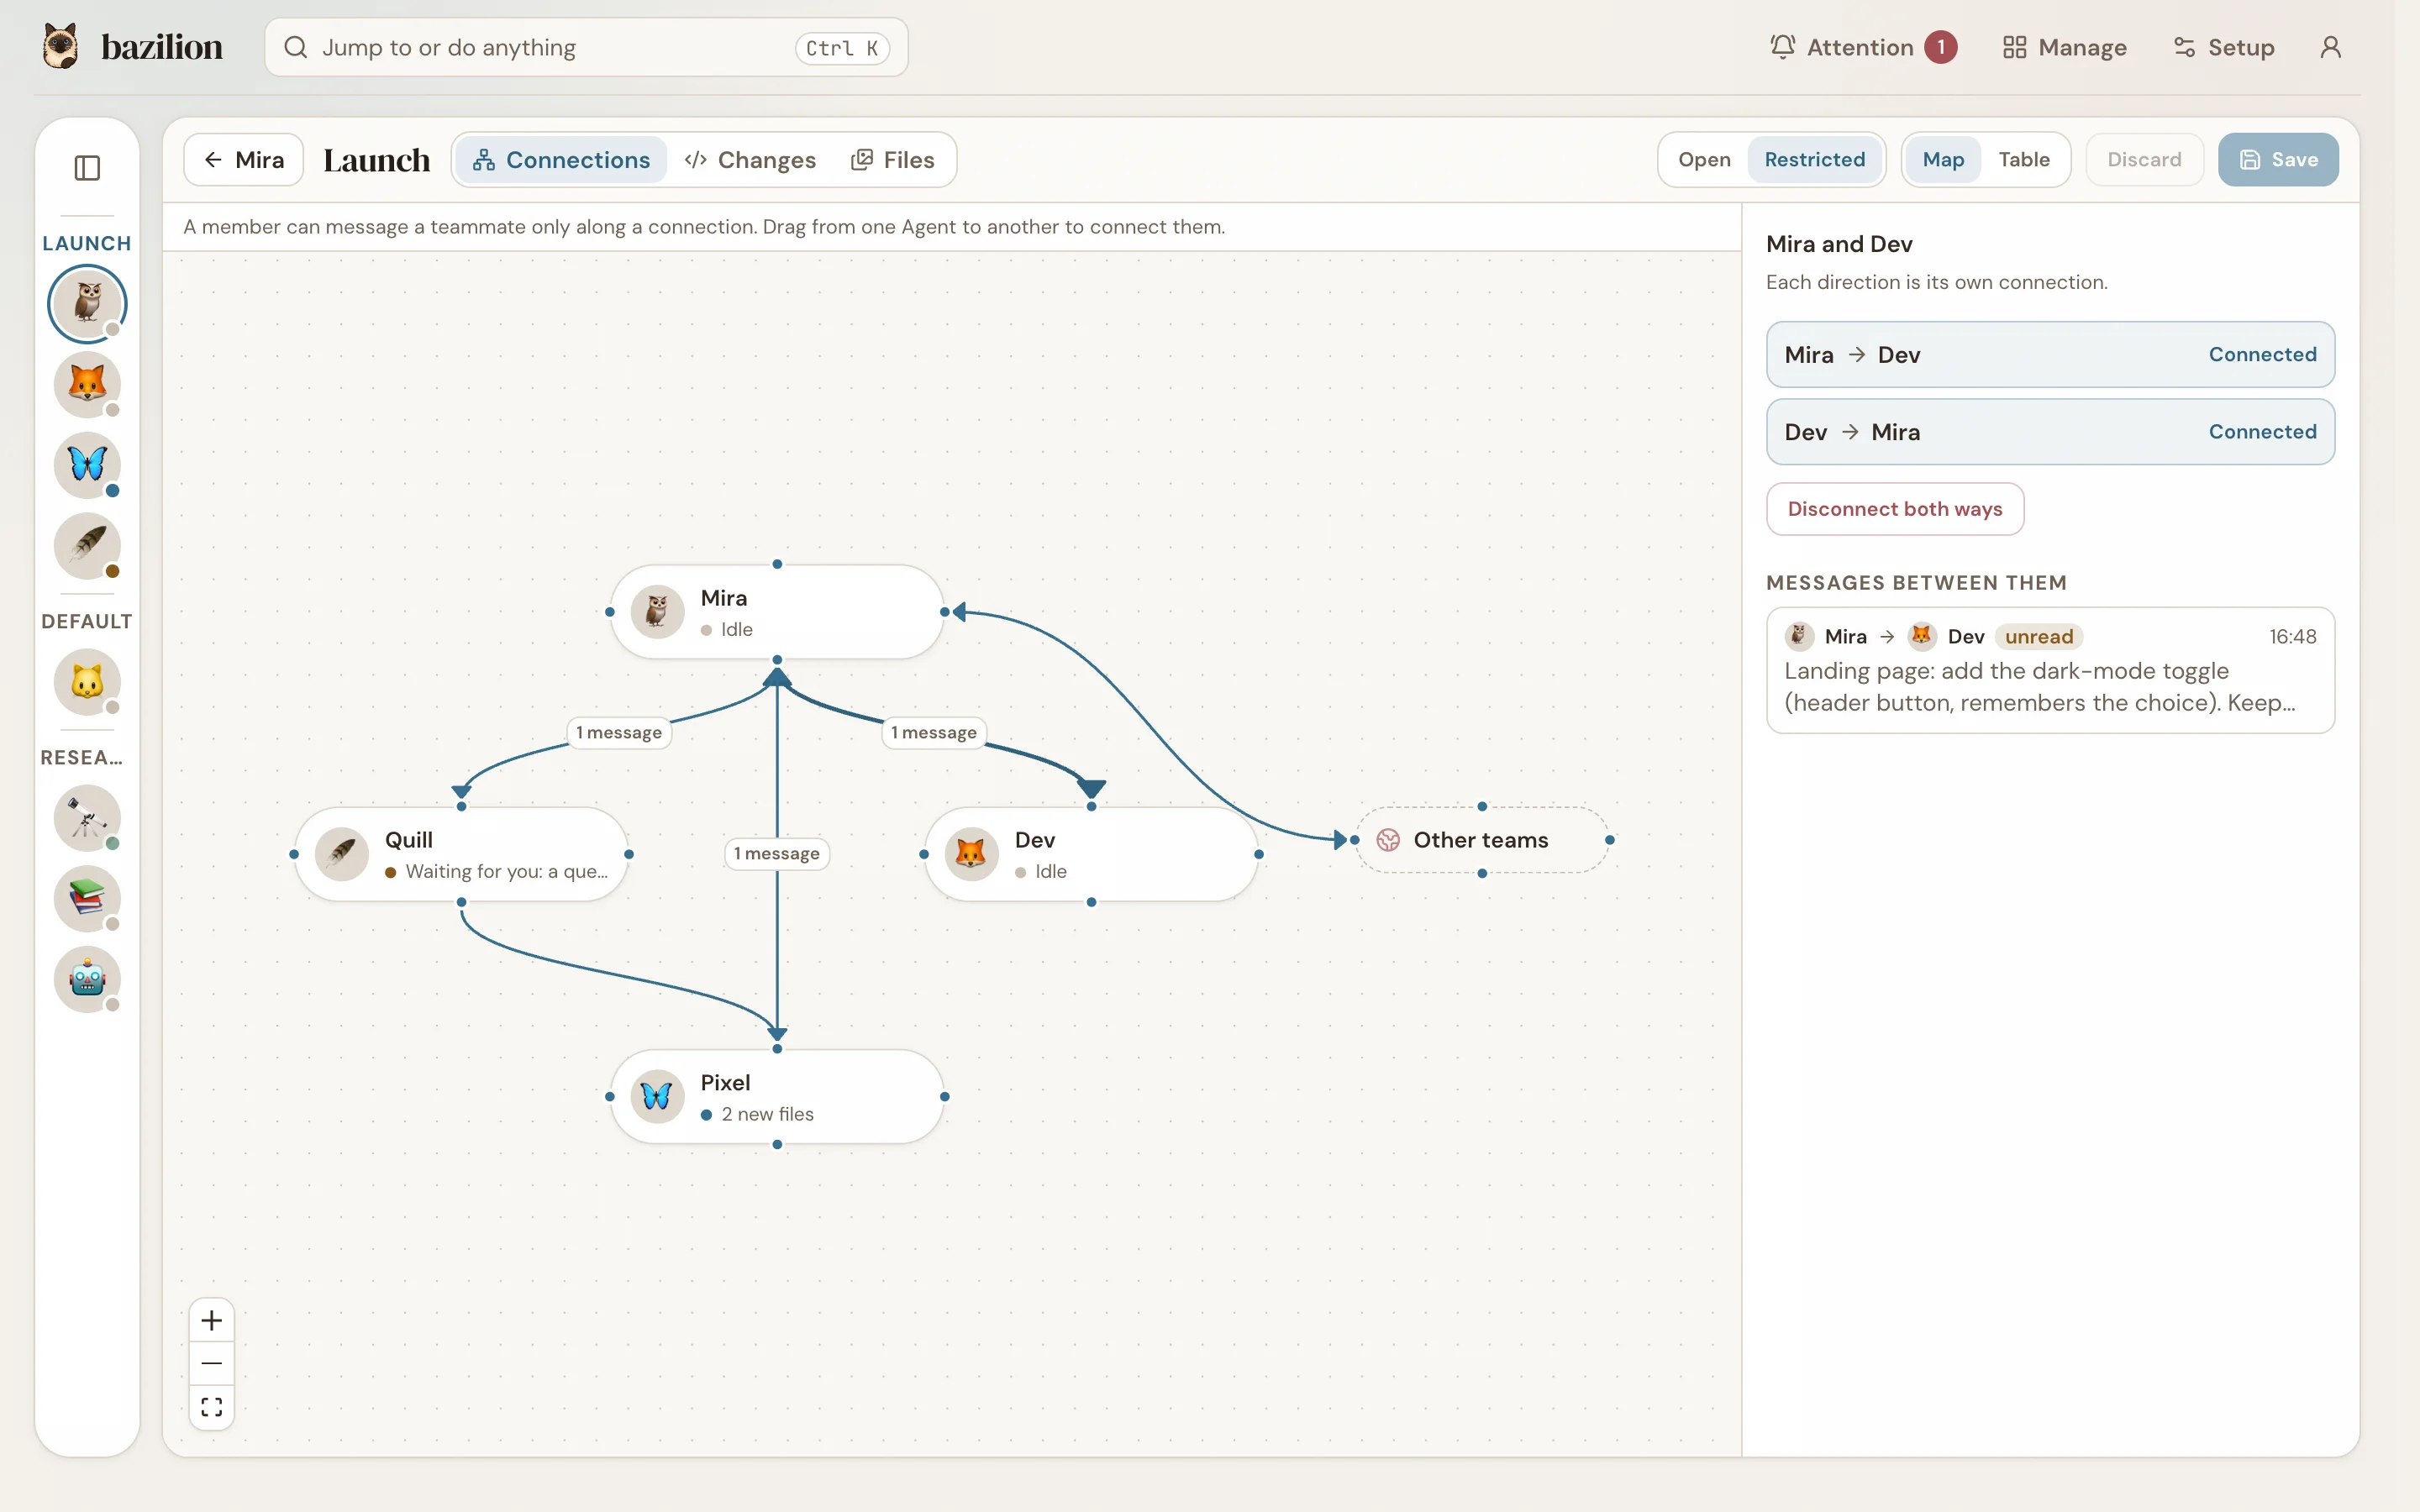 bazilion
Jump to or do anything
Ctrl K
Attention 1
Manage
Setup
Mira
Launch
Connections
Changes
Files
Open
Restricted
Map
Table
Discard
Save
LAUNCH
DEFAULT
RESEA...
A member can message a teammate only along a connection. Drag from one Agent to another to connect them.
Mira
Idle
1 message
1 message
Quill
Waiting for you: a que...
1 message
Dev
Idle
Other teams
Pixel
2 new files
Mira and Dev
Each direction is its own connection.
Mira → Dev
Connected
Dev → Mira
Connected
Disconnect both ways
MESSAGES BETWEEN THEM
Mira → Dev unread 16:48
Landing page: add the dark-mode toggle
(header button, remembers the choice). Keep...